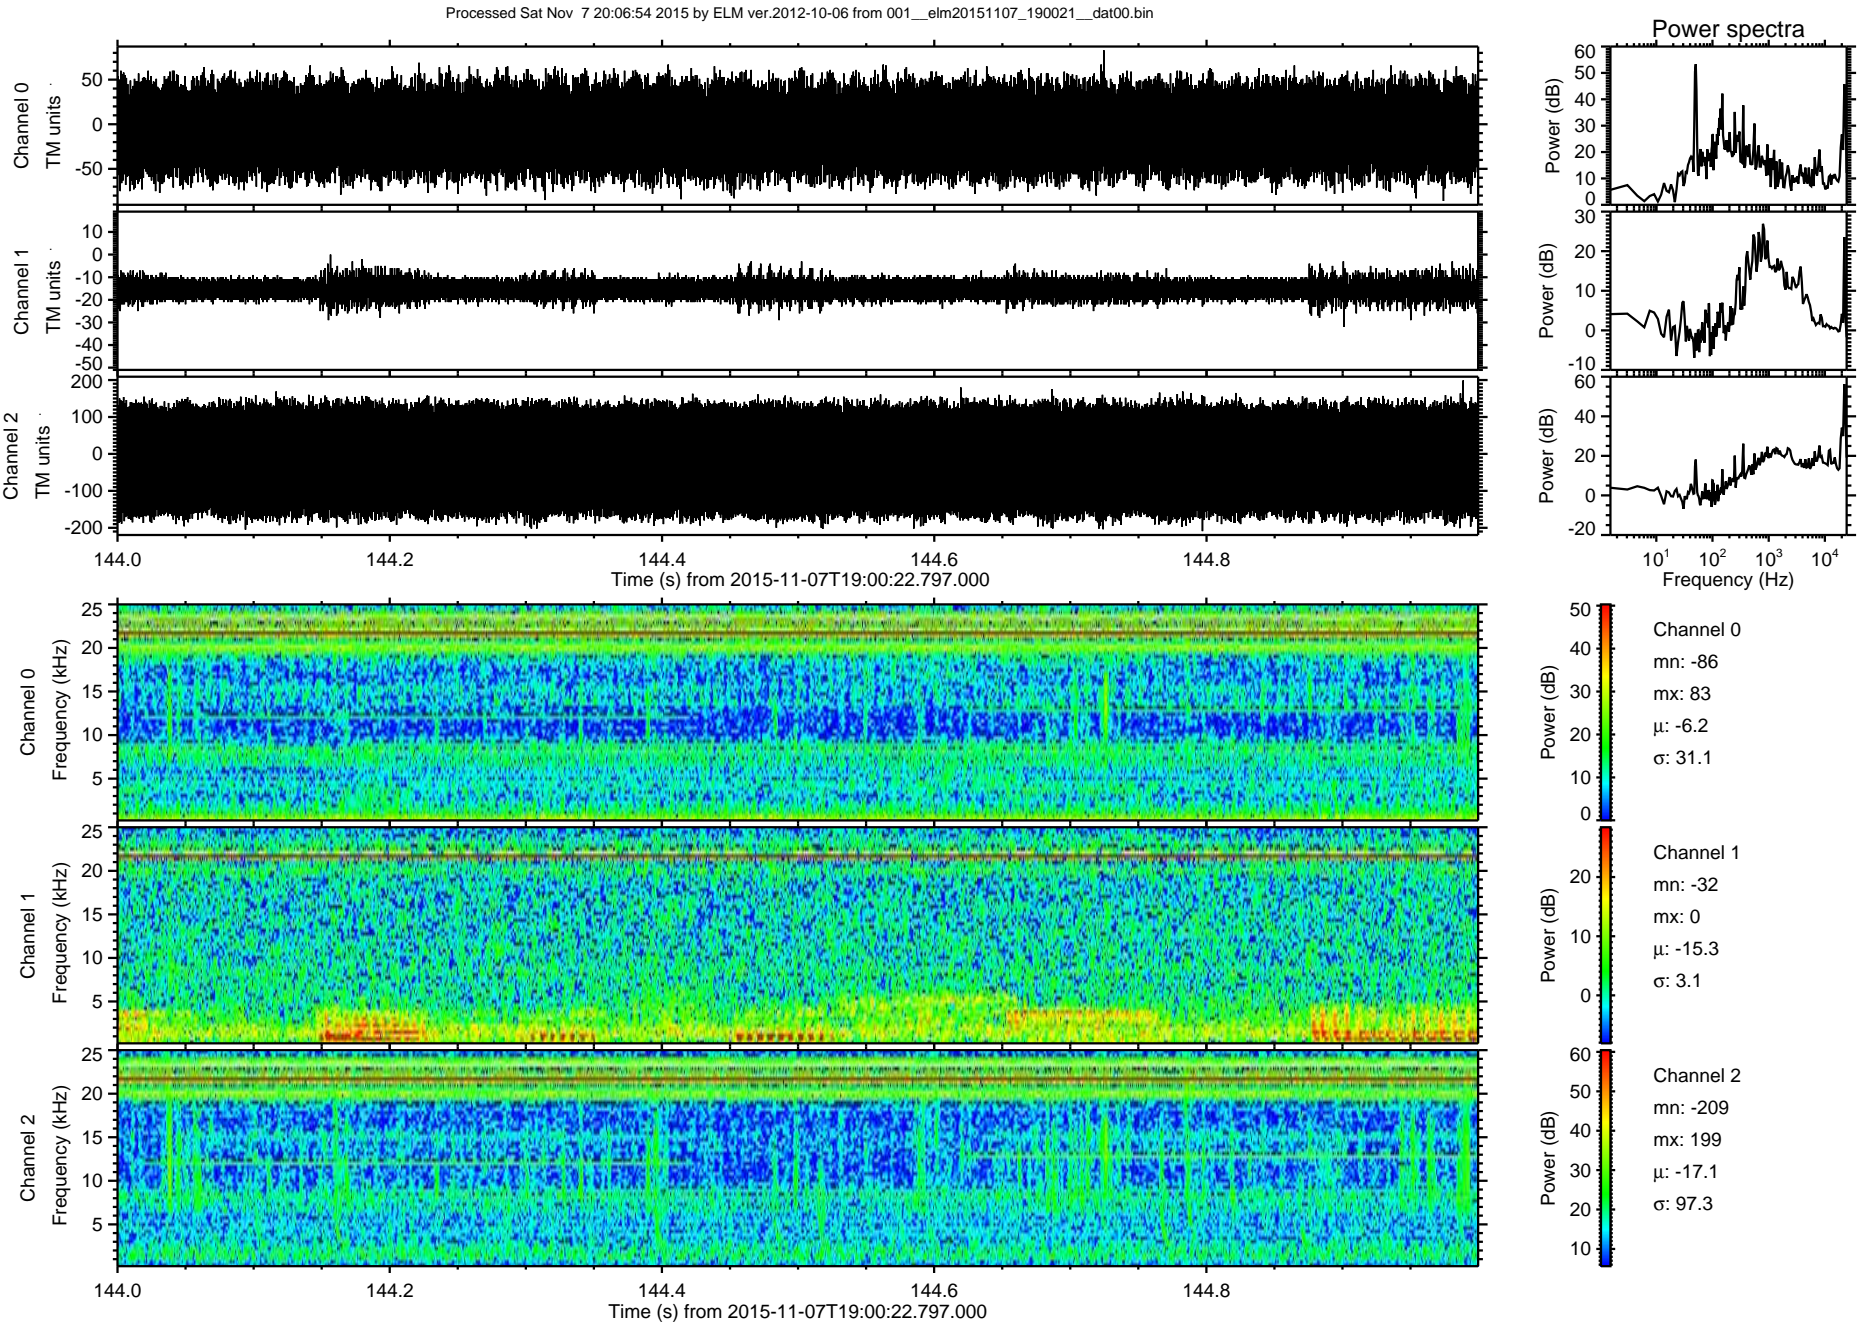 Processed Sat Nov  7 20:06:54 2015 by ELM ver.2012-10-06 from 001__elm20151107_190021__dat00.bin
Power spectra
Channel 0
TM units
50
0
-50
Power (dB)
60
50
40
30
20
10
0
Channel 1
TM units
10
0
-10
-20
-30
-40
-50
Power (dB)
30
20
10
0
-10
Channel 2
TM units
200
100
0
-100
-200
Power (dB)
60
40
20
0
-20
144.0 144.2 144.4 144.6 144.8
Time (s) from 2015-11-07T19:00:22.797.000
10^1 10^2 10^3 10^4
Frequency (Hz)
Channel 0
Frequency (kHz)
25
20
15
10
5
Power (dB)
50
40
30
20
10
0
Channel 0
mn: -86
mx: 83
µ: -6.2
σ: 31.1
Channel 1
Frequency (kHz)
25
20
15
10
5
Power (dB)
20
10
0
Channel 1
mn: -32
mx: 0
µ: -15.3
σ: 3.1
Channel 2
Frequency (kHz)
25
20
15
10
5
Power (dB)
60
50
40
30
20
10
Channel 2
mn: -209
mx: 199
µ: -17.1
σ: 97.3
144.0 144.2 144.4 144.6 144.8
Time (s) from 2015-11-07T19:00:22.797.000